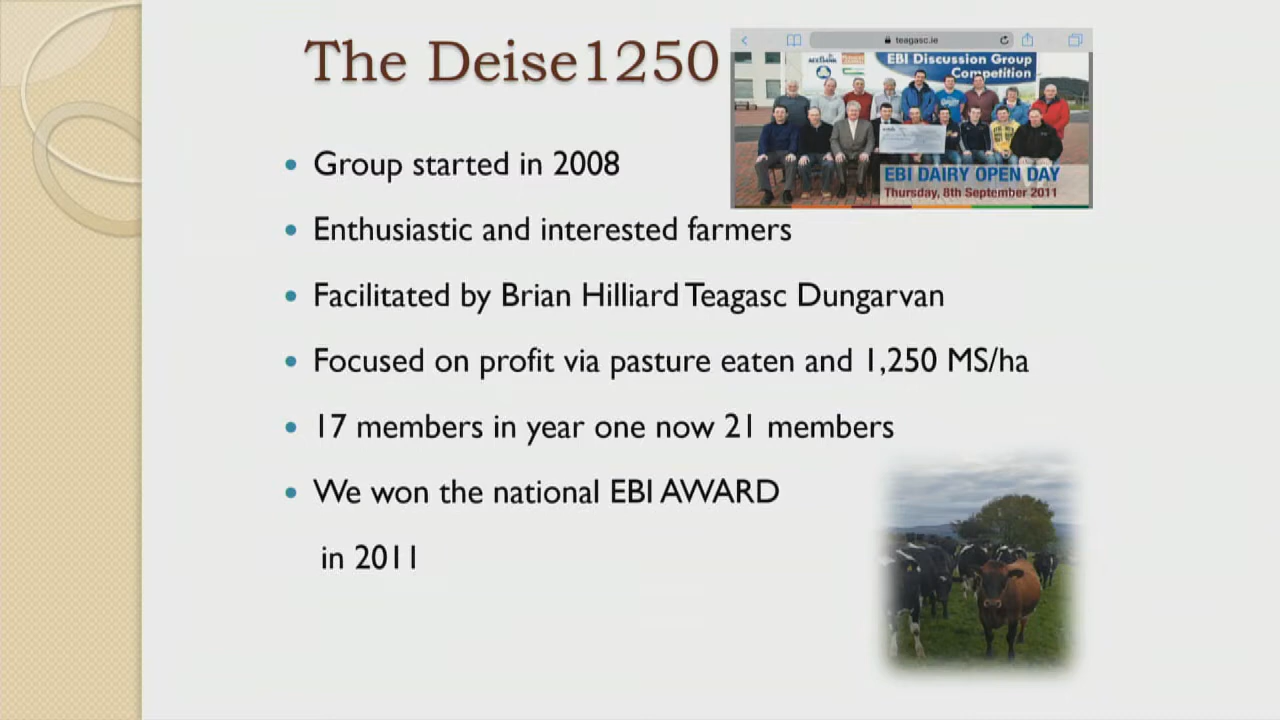 The Deise1250
teagasc.ie
EBI Discussion Group
Competition
EBI DAIRY OPEN DAY
Thursday, 8th September 2011
• Group started in 2008
• Enthusiastic and interested farmers
• Facilitated by Brian Hilliard Teagasc Dungarvan
• Focused on profit via pasture eaten and 1,250 MS/ha
• 17 members in year one now 21 members
• We won the national EBI AWARD
in 2011